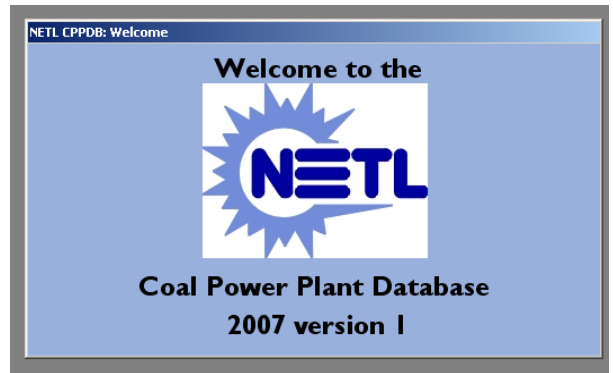 NETL CPPDB: Welcome
Welcome to the
NETL
Coal Power Plant Database
2007 version 1